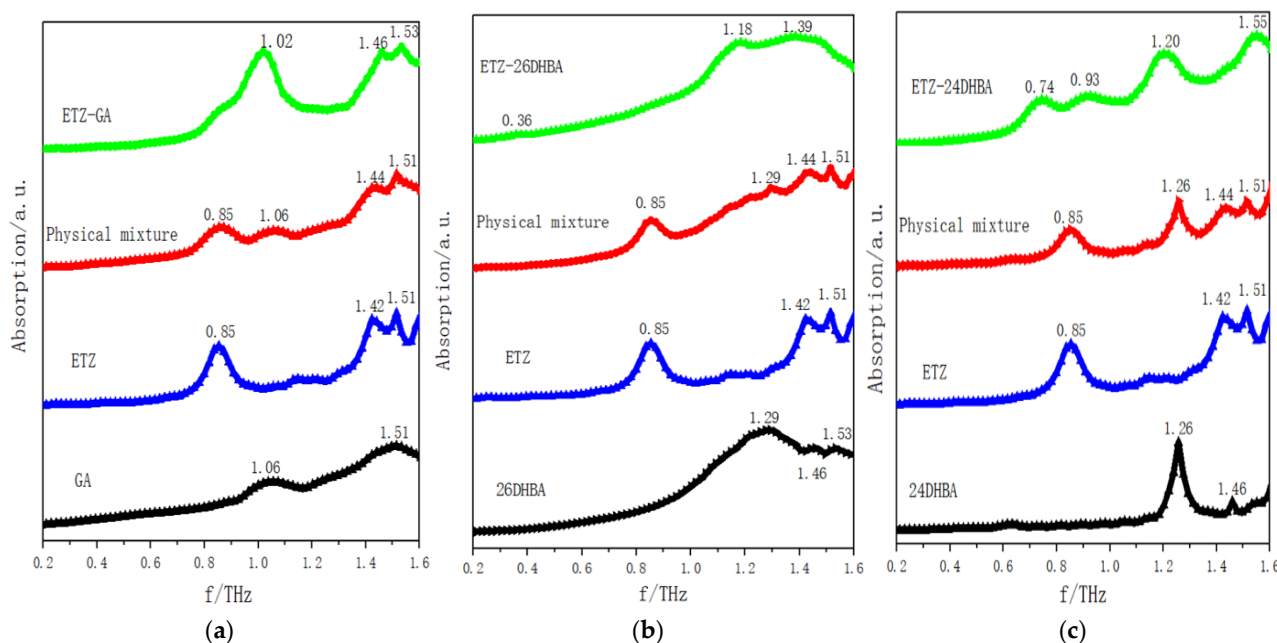 Absorption/a.u.
1.02
1.46
1.53
ETZ-GA
0.85
1.06
1.44
1.51
Physical mixture
0.85
1.42
1.51
ETZ
1.06
1.51
GA
0.2 0.4 0.6 0.8 1.0 1.2 1.4 1.6
f/THz
(a)
Absorption/a.u.
1.18
1.39
ETZ-26DHBA
0.36
0.85
1.29
1.44
1.51
Physical mixture
0.85
1.42
1.51
ETZ
1.29
1.46
1.53
26DHBA
0.2 0.4 0.6 0.8 1.0 1.2 1.4 1.6
f/THz
(b)
Absorption/a.u.
0.74
0.93
1.20
1.55
ETZ-24DHBA
0.85
1.26
1.44
1.51
Physical mixture
0.85
1.42
1.51
ETZ
1.26
1.46
24DHBA
0.2 0.4 0.6 0.8 1.0 1.2 1.4 1.6
f/THz
(c)